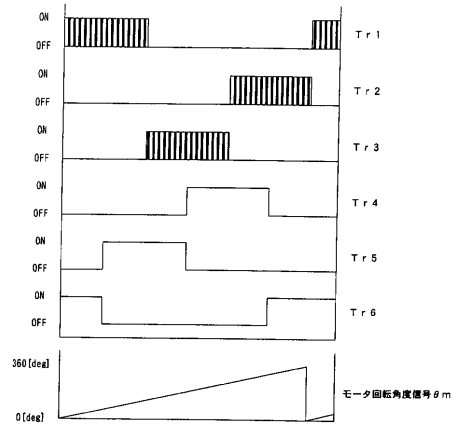 ON
OFF
Tr1
ON
OFF
Tr2
ON
OFF
Tr3
ON
OFF
Tr4
ON
OFF
Tr5
ON
OFF
Tr6
360[deg]
0[deg]
モータ回転角度信号θm